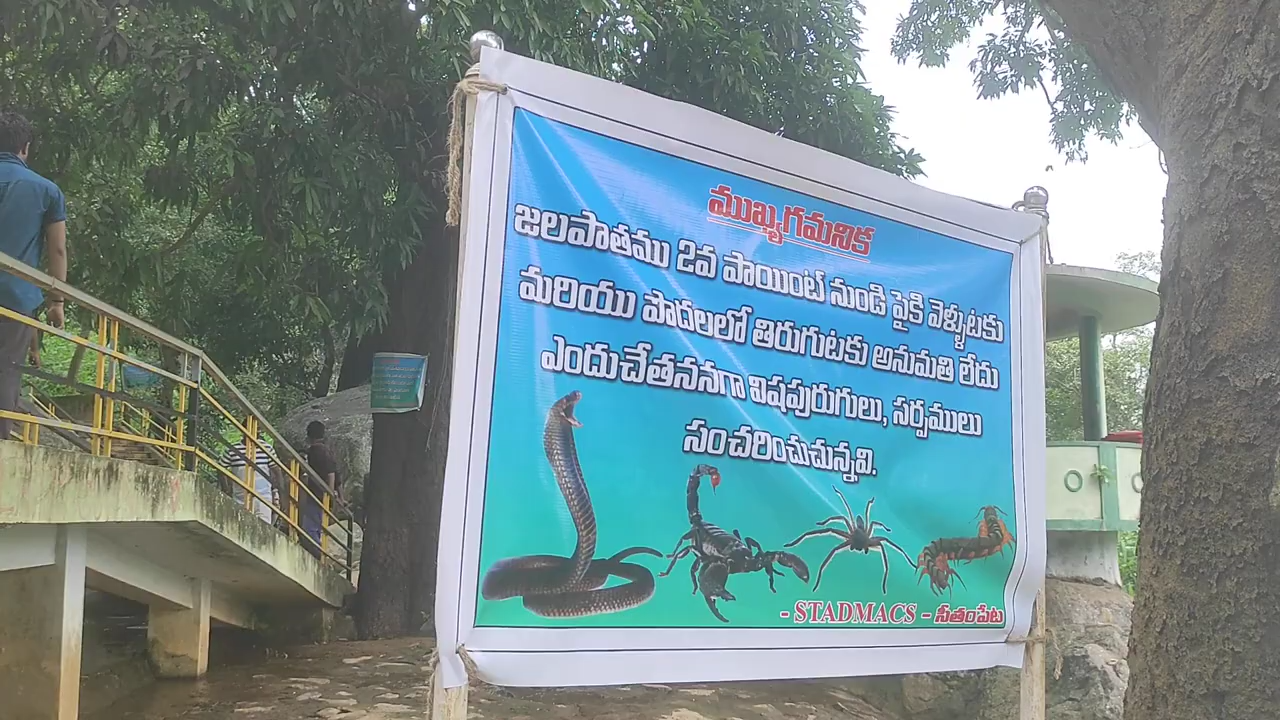 ముఖ్యగమనిక
జలపాతము 2వ పాయింట్ నుండి పైకి వెళ్ళుటకు
మరియు పొదలలో తిరుగుటకు అనుమతి లేదు
ఎందుచేతననగా విషపురుగులు, సర్పములు
సంచరించుచున్నవి.
- STADMACS - సీతంపేట